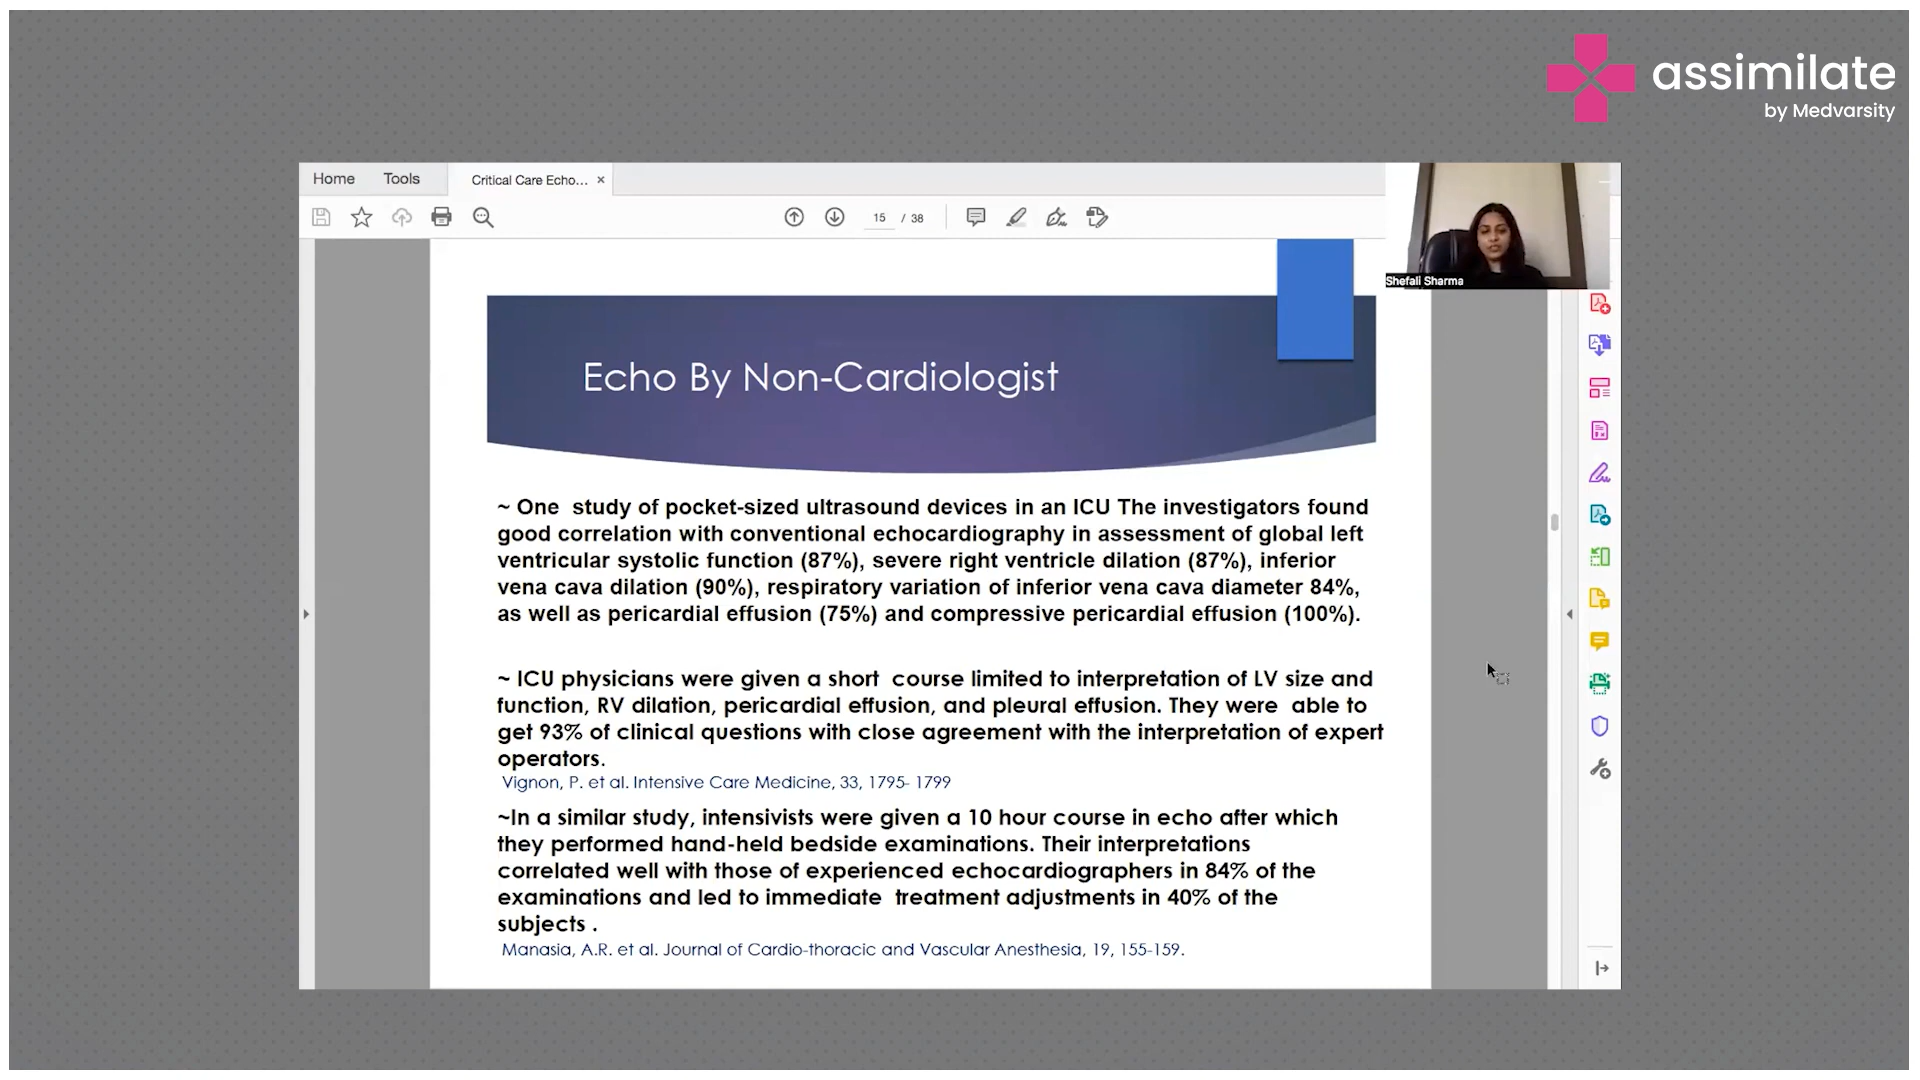 assimilate
by Medvarsity
Home Tools Critical Care Echo... ×
15 / 38
Shefali Sharma
Echo By Non-Cardiologist
~ One study of pocket-sized ultrasound devices in an ICU The investigators found
good correlation with conventional echocardiography in assessment of global left
ventricular systolic function (87%), severe right ventricle dilation (87%), inferior
vena cava dilation (90%), respiratory variation of inferior vena cava diameter 84%,
as well as pericardial effusion (75%) and compressive pericardial effusion (100%).
~ ICU physicians were given a short course limited to interpretation of LV size and
function, RV dilation, pericardial effusion, and pleural effusion. They were able to
get 93% of clinical questions with close agreement with the interpretation of expert
operators.
Vignon, P. et al. Intensive Care Medicine, 33, 1795- 1799
~In a similar study, intensivists were given a 10 hour course in echo after which
they performed hand-held bedside examinations. Their interpretations
correlated well with those of experienced echocardiographers in 84% of the
examinations and led to immediate treatment adjustments in 40% of the
subjects .
Manasia, A.R. et al. Journal of Cardio-thoracic and Vascular Anesthesia, 19, 155-159.